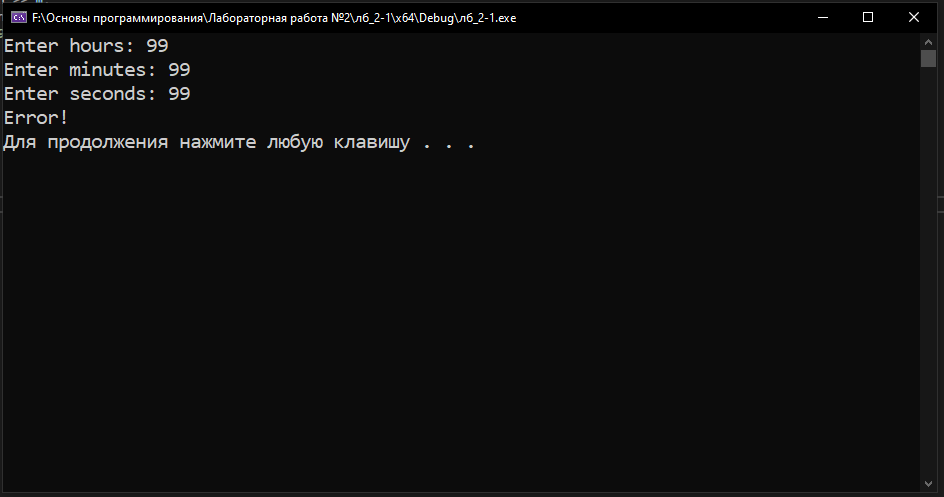 F:\Основы программирования\Лабораторная работа №2\лб_2-1\x64\Debug\лб_2-1.exe
Enter hours: 99
Enter minutes: 99
Enter seconds: 99
Error!
Для продолжения нажмите любую клавишу . . .